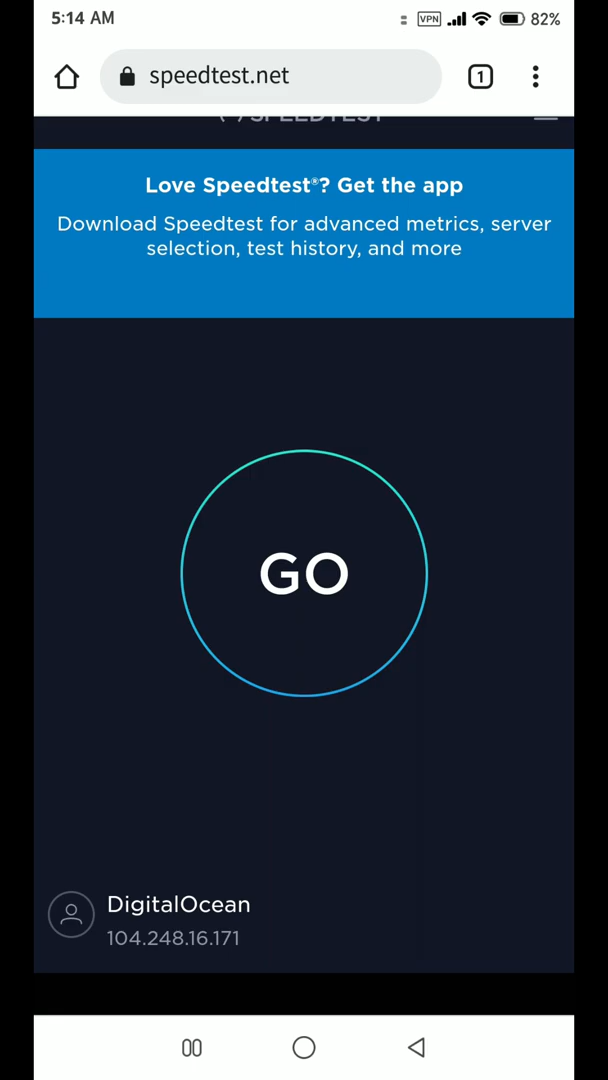 5:14 AM VPN 82%
speedtest.net 1
SPEEDTEST
Love Speedtest®? Get the app
Download Speedtest for advanced metrics, server
selection, test history, and more
GO
DigitalOcean
104.248.16.171